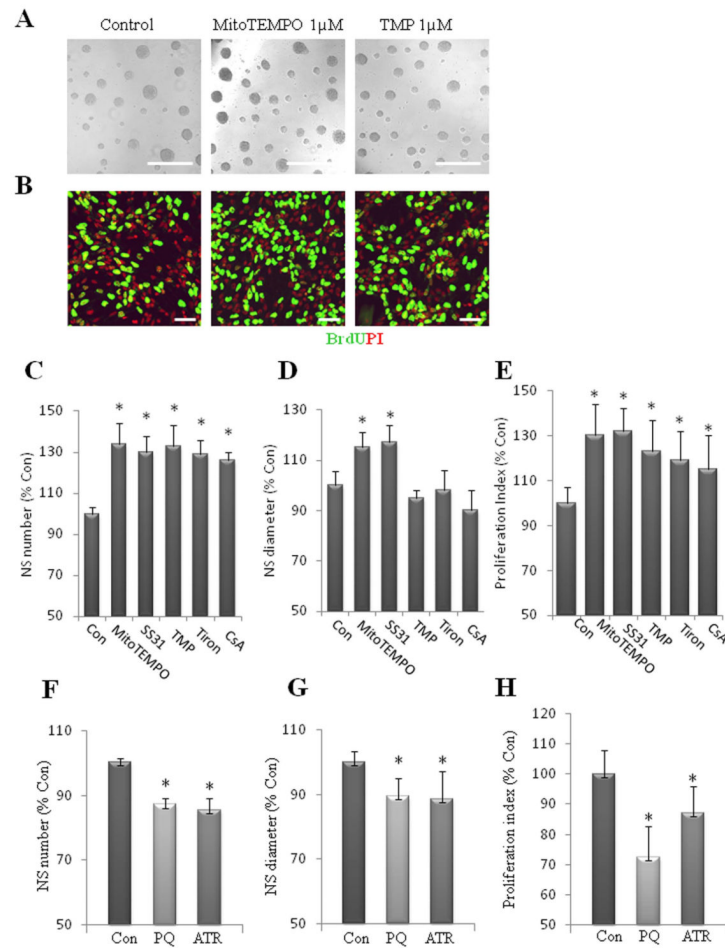 A
Control MitoTEMPO 1µM TMP 1µM
B
BrdUPI
C
NS number (% Con)
150
130
110
90
70
50
Con MitoTEMPO SS31 TMP Tiron CsA
* * * * *
D
NS diameter (% Con)
130
110
90
70
50
Con MitoTEMPO SS31 TMP Tiron CsA
* *
E
Proliferation Index (% Con)
150
130
110
90
70
50
Con MitoTEMPO SS31 TMP Tiron CsA
* * * * *
F
NS number (% Con)
110
90
70
50
Con PQ ATR
* *
G
NS diameter (% Con)
110
90
70
50
Con PQ ATR
* *
H
Proliferation index (% Con)
120
110
100
90
80
70
60
50
Con PQ ATR
* *